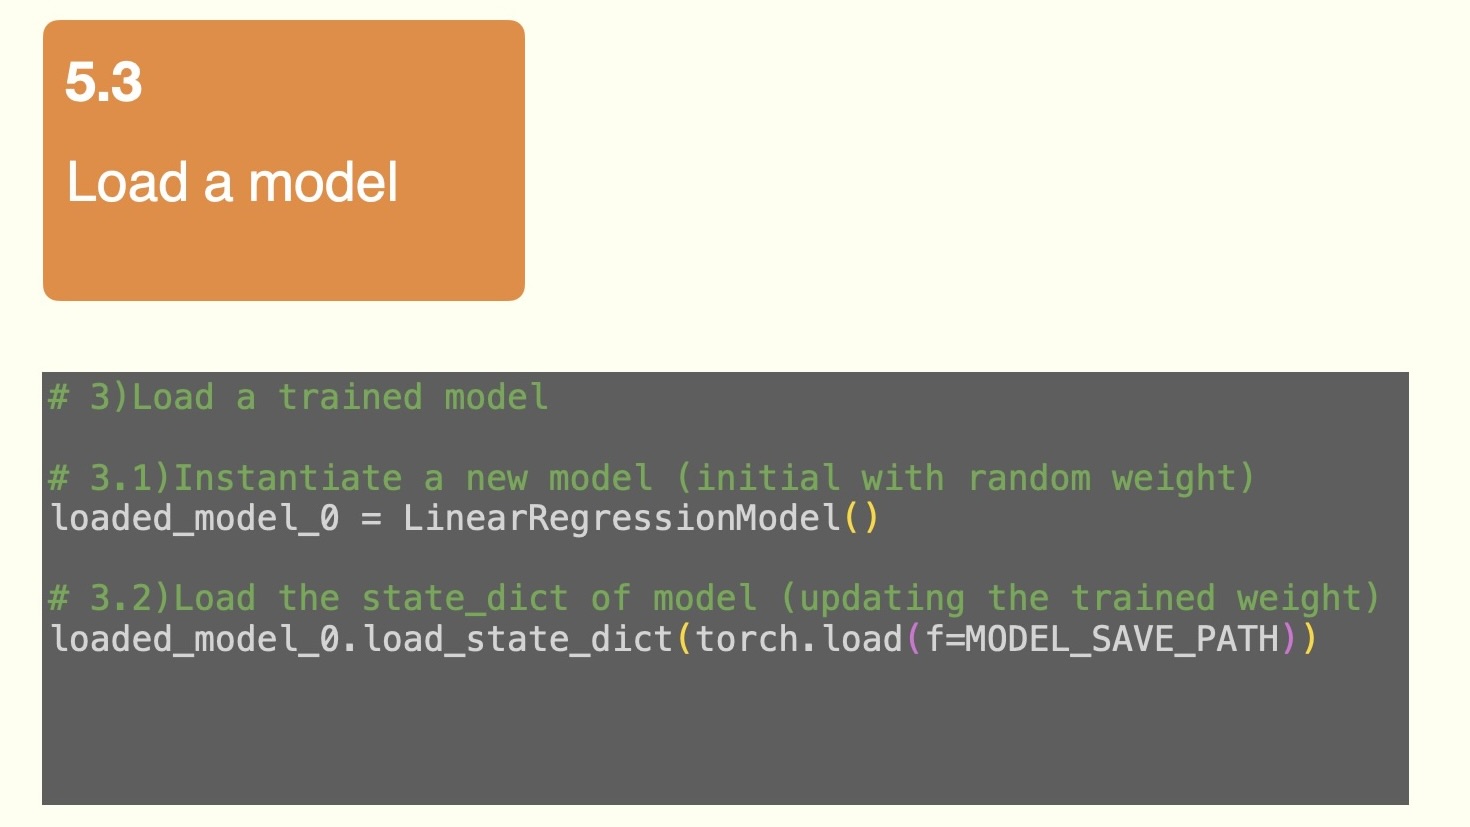 5.3
Load a model
# 3)Load a trained model
# 3.1)Instantiate a new model (initial with random weight)
loaded_model_0 = LinearRegressionModel()
# 3.2)Load the state_dict of model (updating the trained weight)
loaded_model_0.load_state_dict(torch.load(f=MODEL_SAVE_PATH))